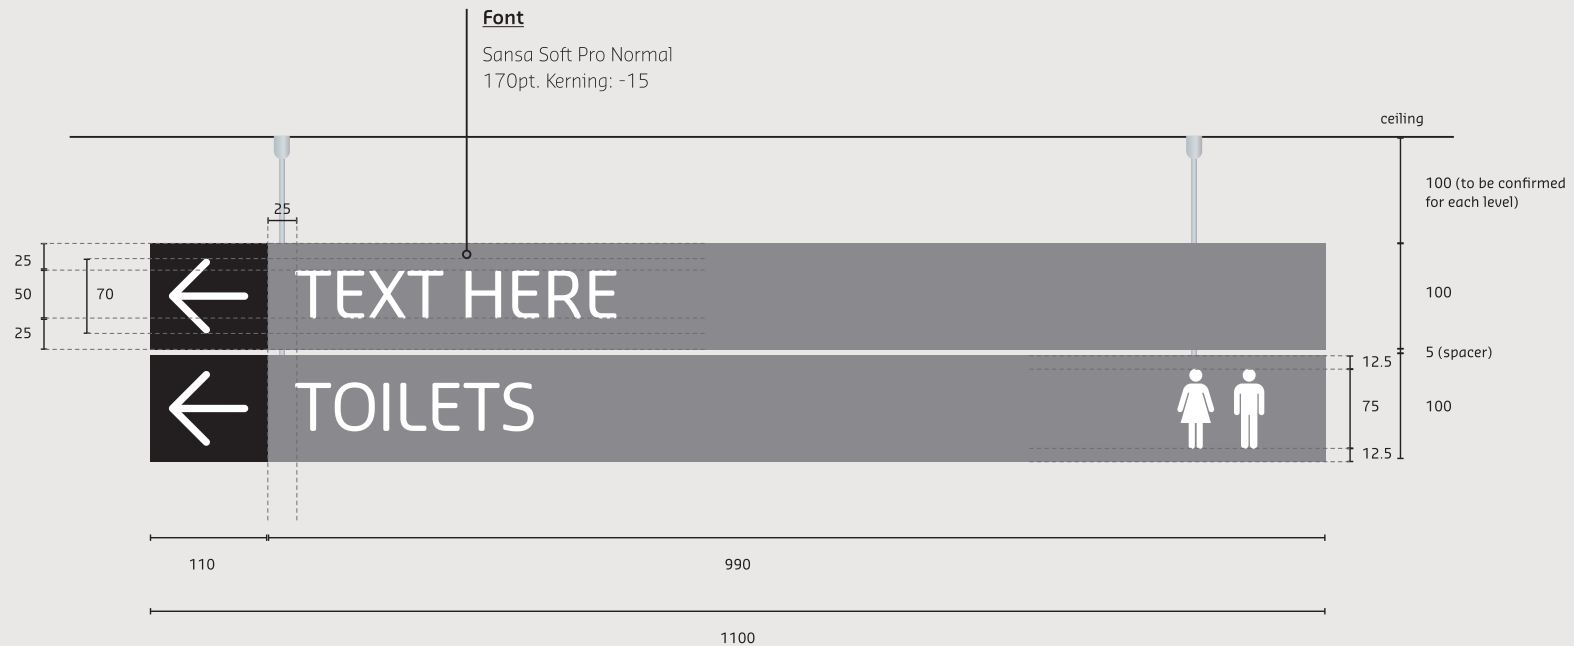 Font
Sansa Soft Pro Normal
170pt. Kerning: -15
ceiling
100 (to be confirmed
for each level)
25
25
50
70
25
TEXT HERE
100
5 (spacer)
12.5
TOILETS
75
100
12.5
110
990
1100